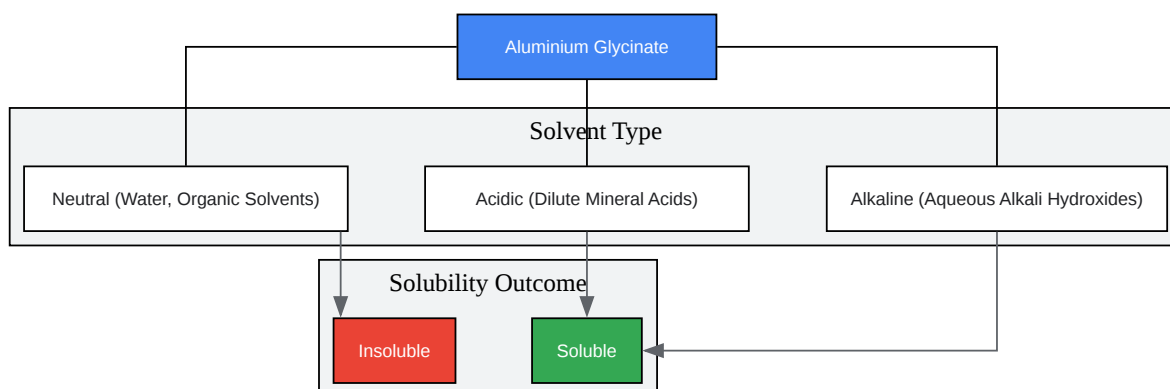 Aluminium Glycinate
Solvent Type
Neutral (Water, Organic Solvents)
Acidic (Dilute Mineral Acids)
Alkaline (Aqueous Alkali Hydroxides)
Solubility Outcome
Insoluble
Soluble